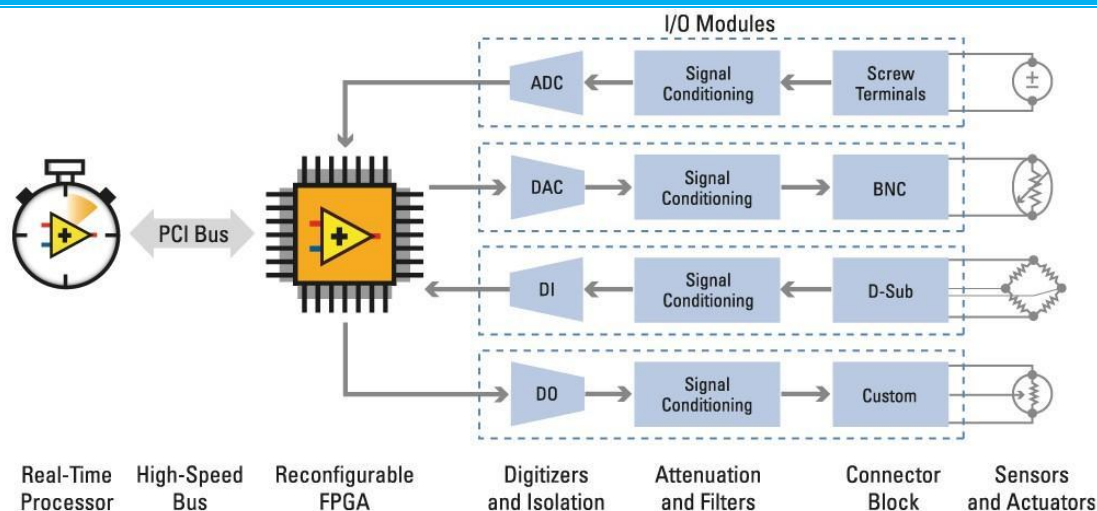 I/O Modules
ADC
Signal
Conditioning
Screw
Terminals
±
DAC
Signal
Conditioning
BNC
PCI Bus
DI
Signal
Conditioning
D-Sub
DO
Signal
Conditioning
Custom
Real-Time
Processor
High-Speed
Bus
Reconfigurable
FPGA
Digitizers
and Isolation
Attenuation
and Filters
Connector
Block
Sensors
and Actuators